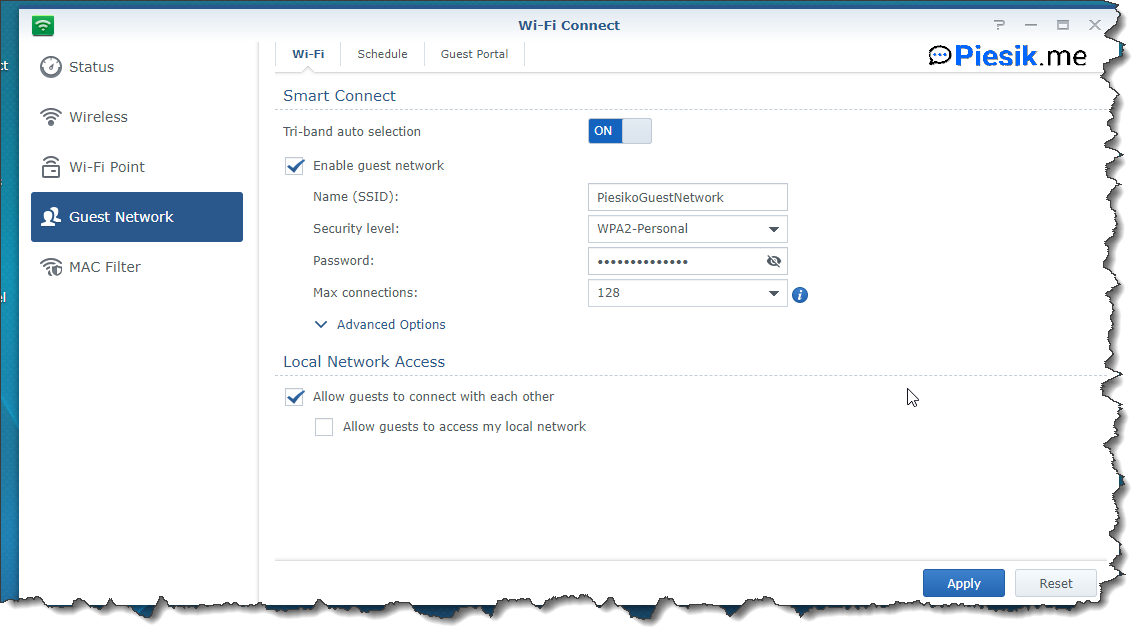 Wi-Fi Connect
ct
Status
Wireless
Wi-Fi Point
Guest Network
MAC Filter
el
Wi-Fi Schedule Guest Portal
Piesik.me
Smart Connect
Tri-band auto selection ON
Enable guest network
Name (SSID): PiesikoGuestNetwork
Security level: WPA2-Personal
Password: ••••••••••••••
Max connections: 128
Advanced Options
Local Network Access
Allow guests to connect with each other
Allow guests to access my local network
Apply Reset